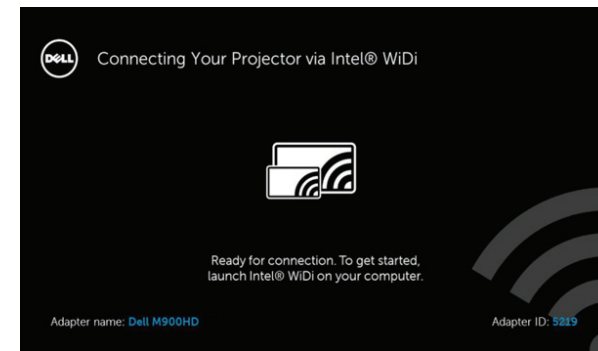 DELL
Connecting Your Projector via Intel® WiDi
Ready for connection. To get started,
launch Intel® WiDi on your computer.
Adapter name: Dell M900HD
Adapter ID: 5219